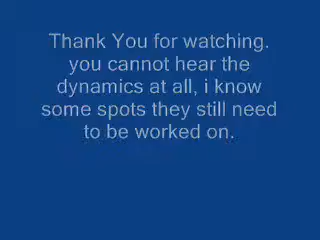 Thank You for watching.
you cannot hear the
dynamics at all, i know
some spots they still need
to be worked on.